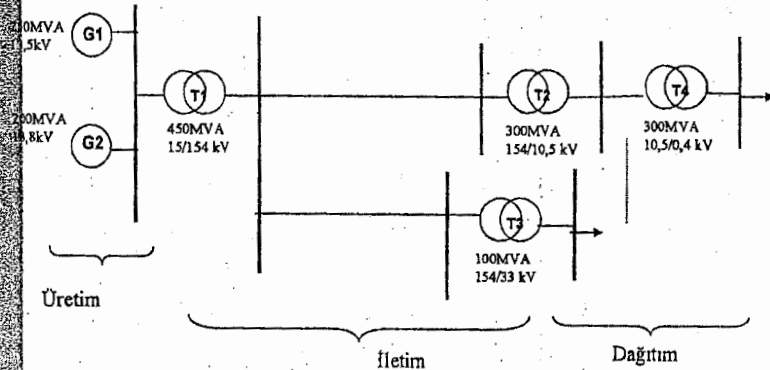 G1
G2
T1
450MVA
15/154 kV
T2
300MVA
154/10,5 kV
T4
300MVA
10,5/0,4 kV
T3
100MVA
154/33 kV
Üretim
İletim
Dağıtım